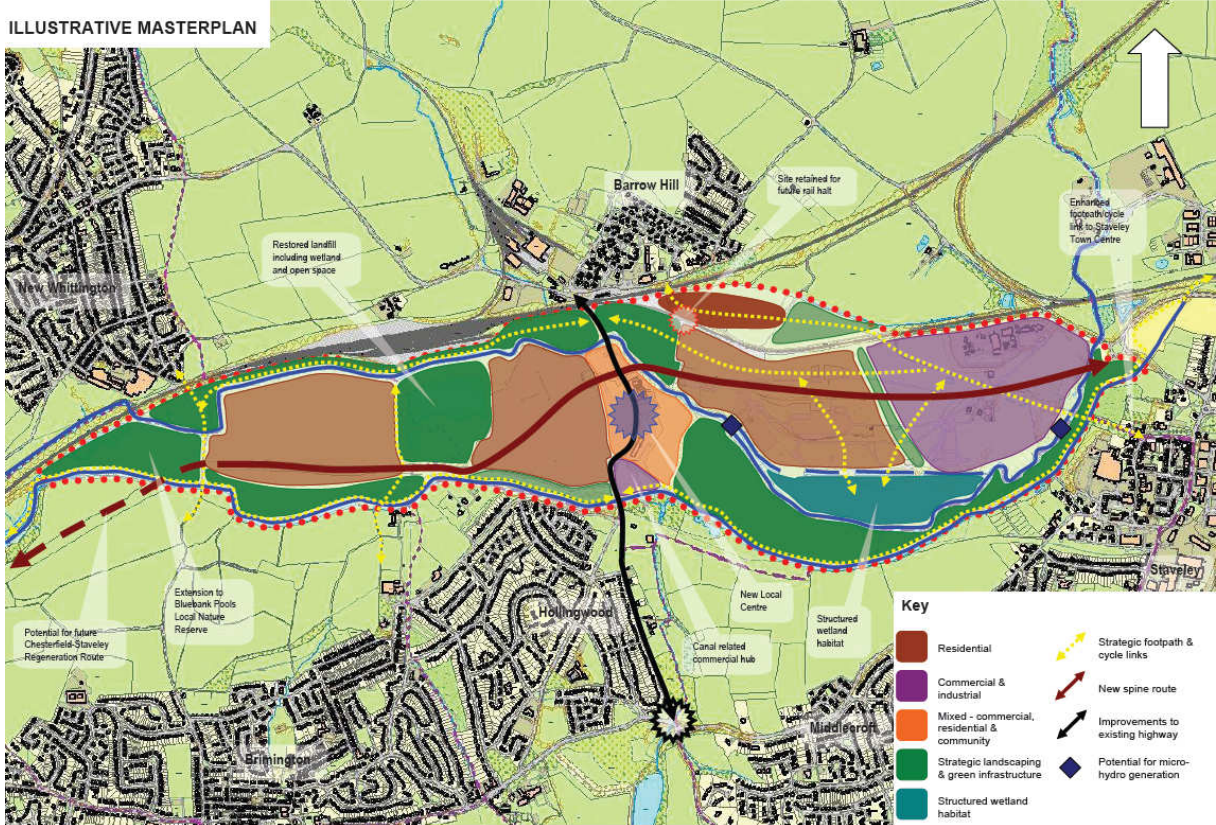 ILLUSTRATIVE MASTERPLAN
Barrow Hill
Site retained for
future rail halt
Enhanced
footpath/cycle
link to Staveley
Town Centre
Restored landfill
including wetland
and open space
New Whittington
Extension to
Bluebank Pools
Local Nature
Reserve
Potential for future
Chesterfield-Staveley
Regeneration Route
Hollingwood
New Local
Centre
Canal related
commercial hub
Structured
wetland
habitat
Staveley
Middlecroft
Brimington
Key
Residential
Commercial &
industrial
Mixed - commercial,
residential &
community
Strategic landscaping
& green infrastructure
Structured wetland
habitat
Strategic footpath &
cycle links
New spine route
Improvements to
existing highway
Potential for micro-
hydro generation